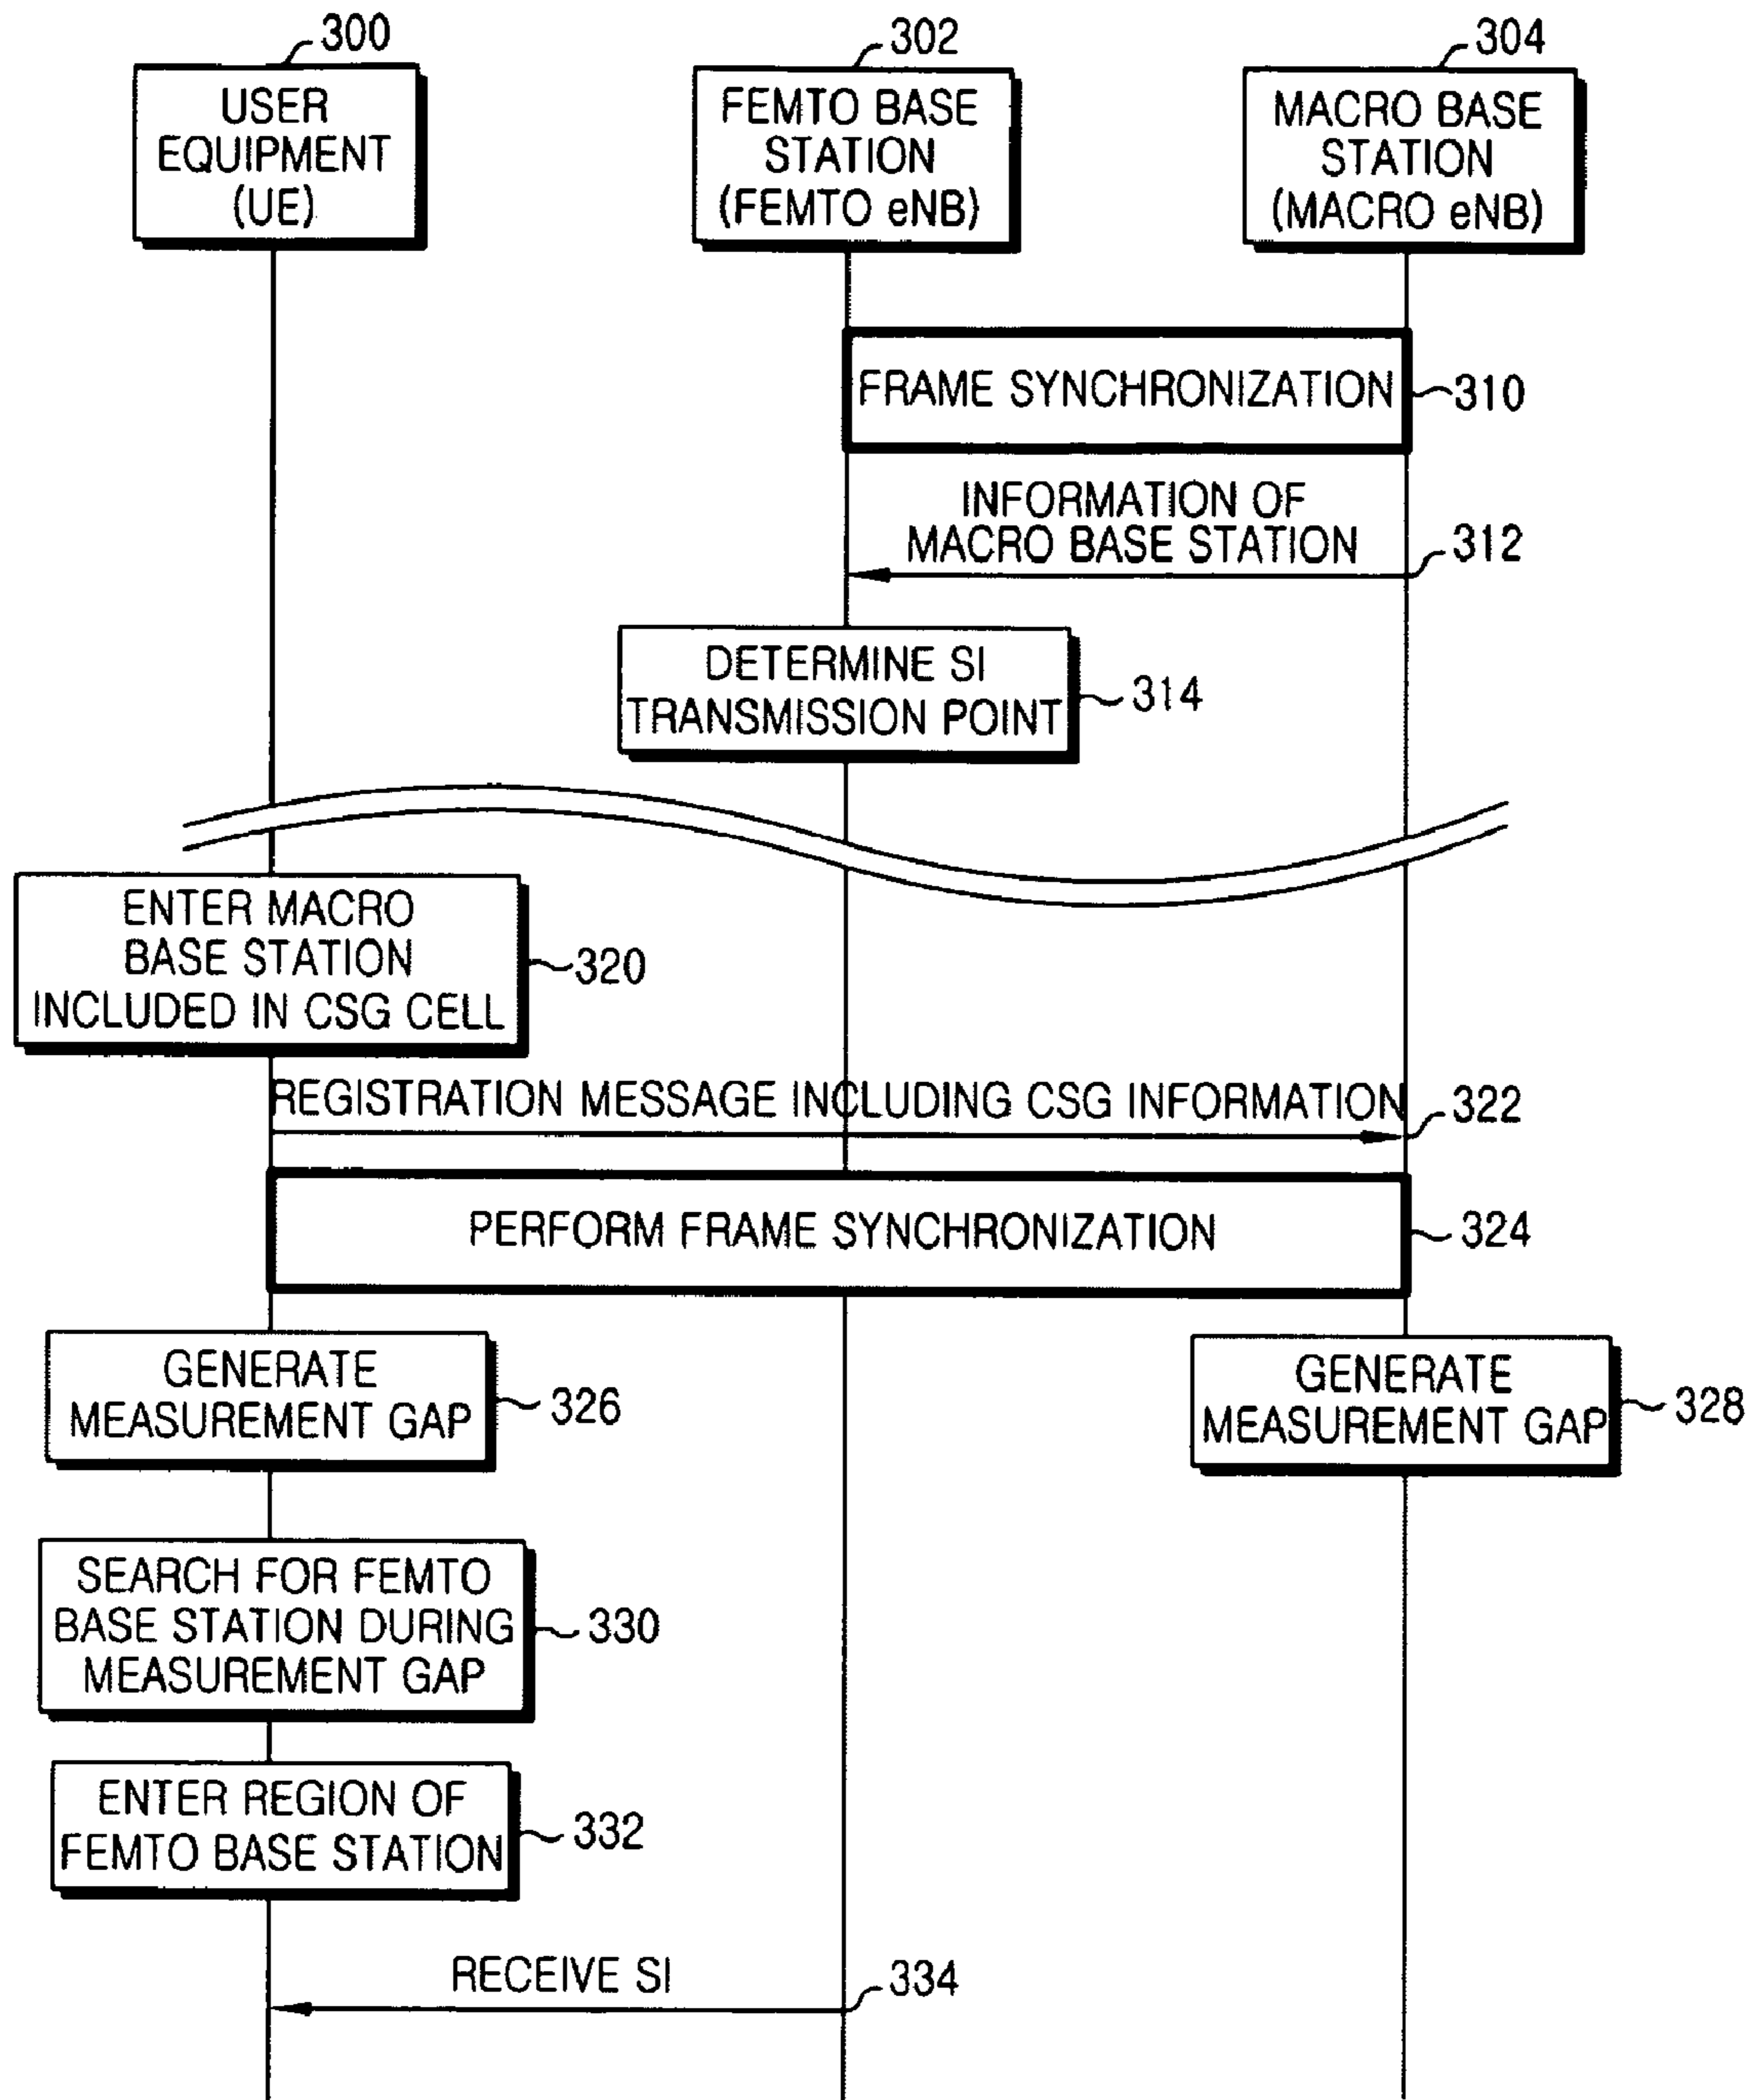 300
USER
EQUIPMENT
(UE)
302
FEMTO BASE
STATION
(FEMTO eNB)
304
MACRO BASE
STATION
(MACRO eNB)
FRAME SYNCHRONIZATION
310
INFORMATION OF
MACRO BASE STATION
312
DETERMINE SI
TRANSMISSION POINT
314
ENTER MACRO
BASE STATION
INCLUDED IN CSG CELL
320
REGISTRATION MESSAGE INCLUDING CSG INFORMATION
322
PERFORM FRAME SYNCHRONIZATION
324
GENERATE
MEASUREMENT GAP
326
GENERATE
MEASUREMENT GAP
328
SEARCH FOR FEMTO
BASE STATION DURING
MEASUREMENT GAP
330
ENTER REGION OF
FEMTO BASE STATION
332
RECEIVE SI
334